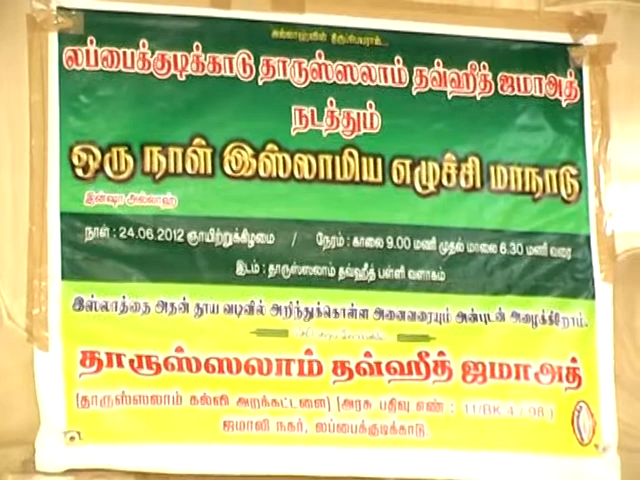 அல்லாஹ்வின் திருப்பெயரால்...
லப்பைக்குடிக்காடு தாருஸ்ஸலாம் தவ்ஹீத் ஜமாஅத்
நடத்தும்
ஒரு நாள் இஸ்லாமிய எழுச்சி மாநாடு
இன்ஷா அல்லாஹ்
நாள் : 24.06.2012 ஞாயிற்றுக்கிழமை / நேரம் : காலை 9.00 மணி முதல் மாலை 6.30 மணி வரை
இடம் : தாருஸ்ஸலாம் தவ்ஹீத் பள்ளி வளாகம்
இஸ்லாத்தை அதன் தூய வடிவில் அறிந்துக்கொள்ள அனைவரையும் அன்புடன் அழைக்கிறோம்.
தாருஸ்ஸலாம் தவ்ஹீத் ஜமாஅத்
(தாருஸ்ஸலாம் கல்வி அறக்கட்டளை) (அரசு பதிவு எண் : 11/BK 4 / 98 )
ஜமாலி நகர், லப்பைக்குடிக்காடு.